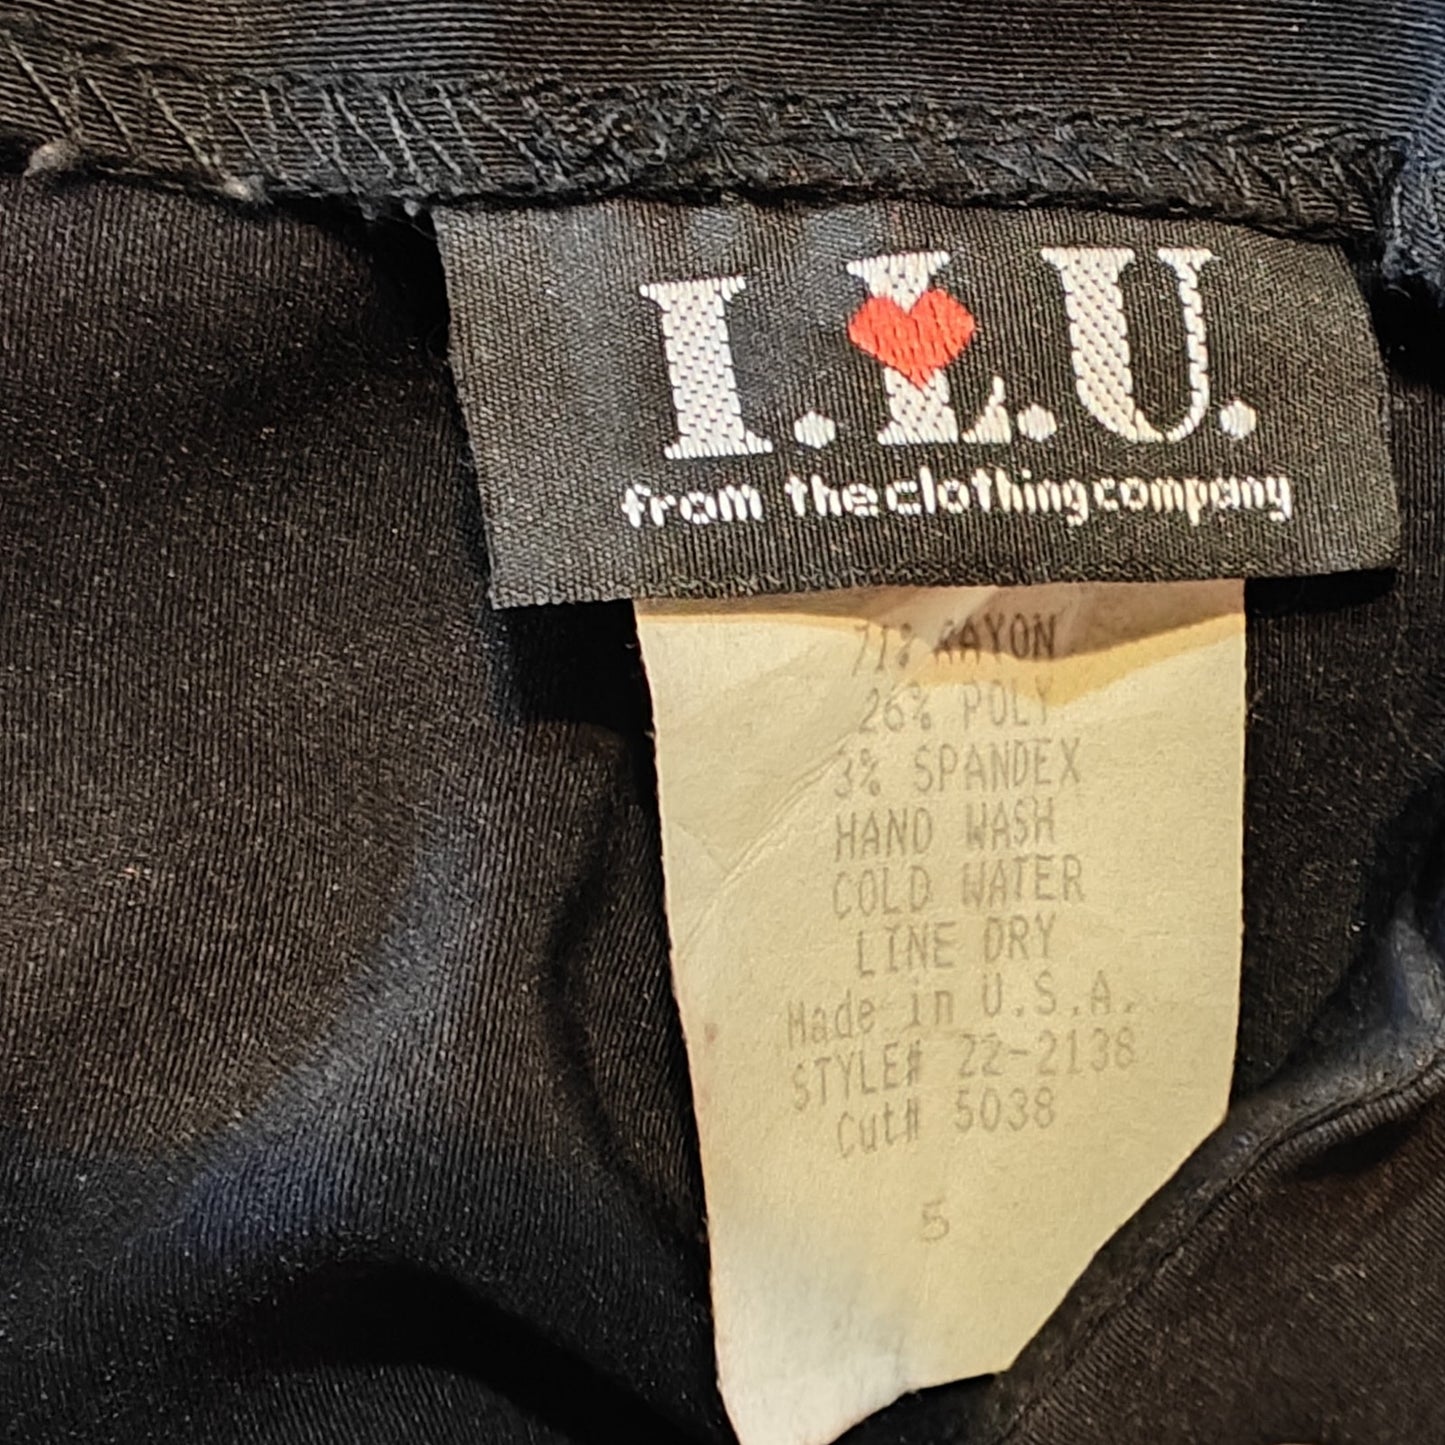 I.L.U.
from the clothing company
71% RAYON
26% POLY
3% SPANDEX
HAND WASH
COLD WATER
LINE DRY
Made in U.S.A.
STYLE# 22-2138
Cut# 5038
5